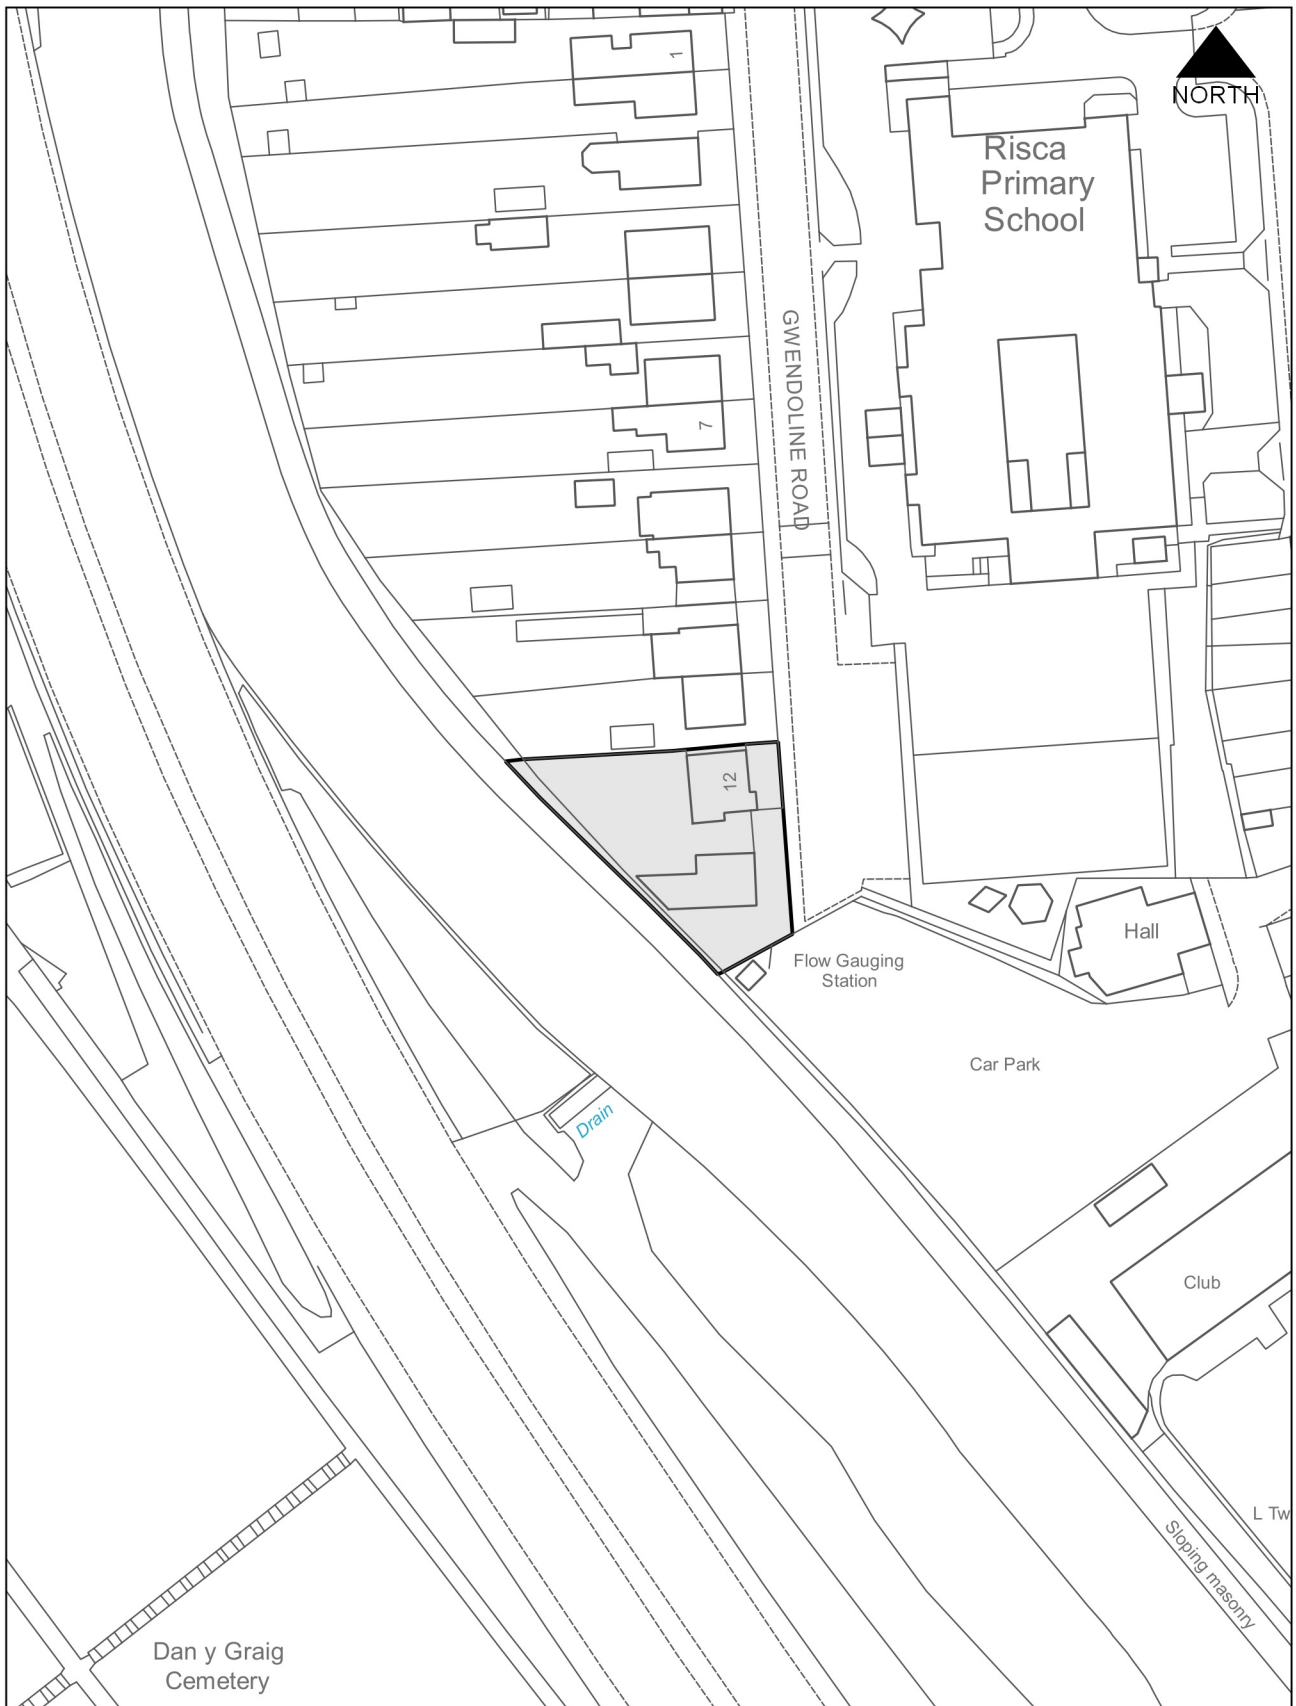 NORTH
1
Risca
Primary
School
GWENDOLINE ROAD
7
12
Hall
Flow Gauging
Station
Car Park
Drain
Club
L Tw
Sloping masonry
Dan y Graig
Cemetery